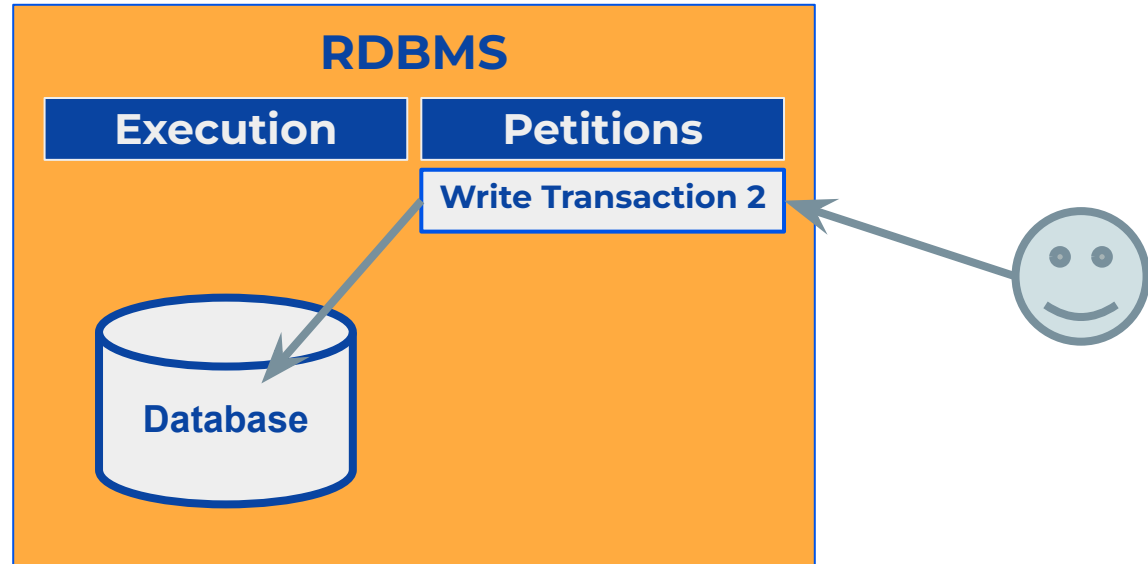 RDBMS
Execution
Petitions
Write Transaction 2
Database